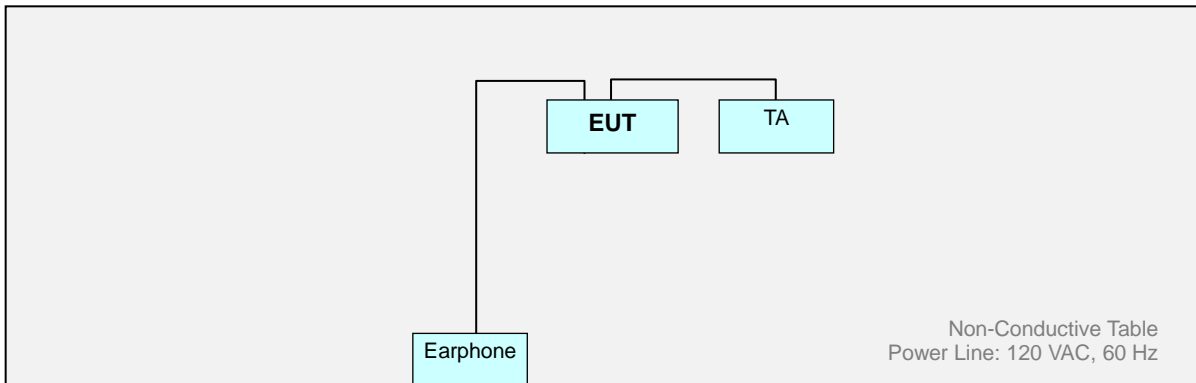 EUT
TA
Earphone
Non-Conductive Table
Power Line: 120 VAC, 60 Hz